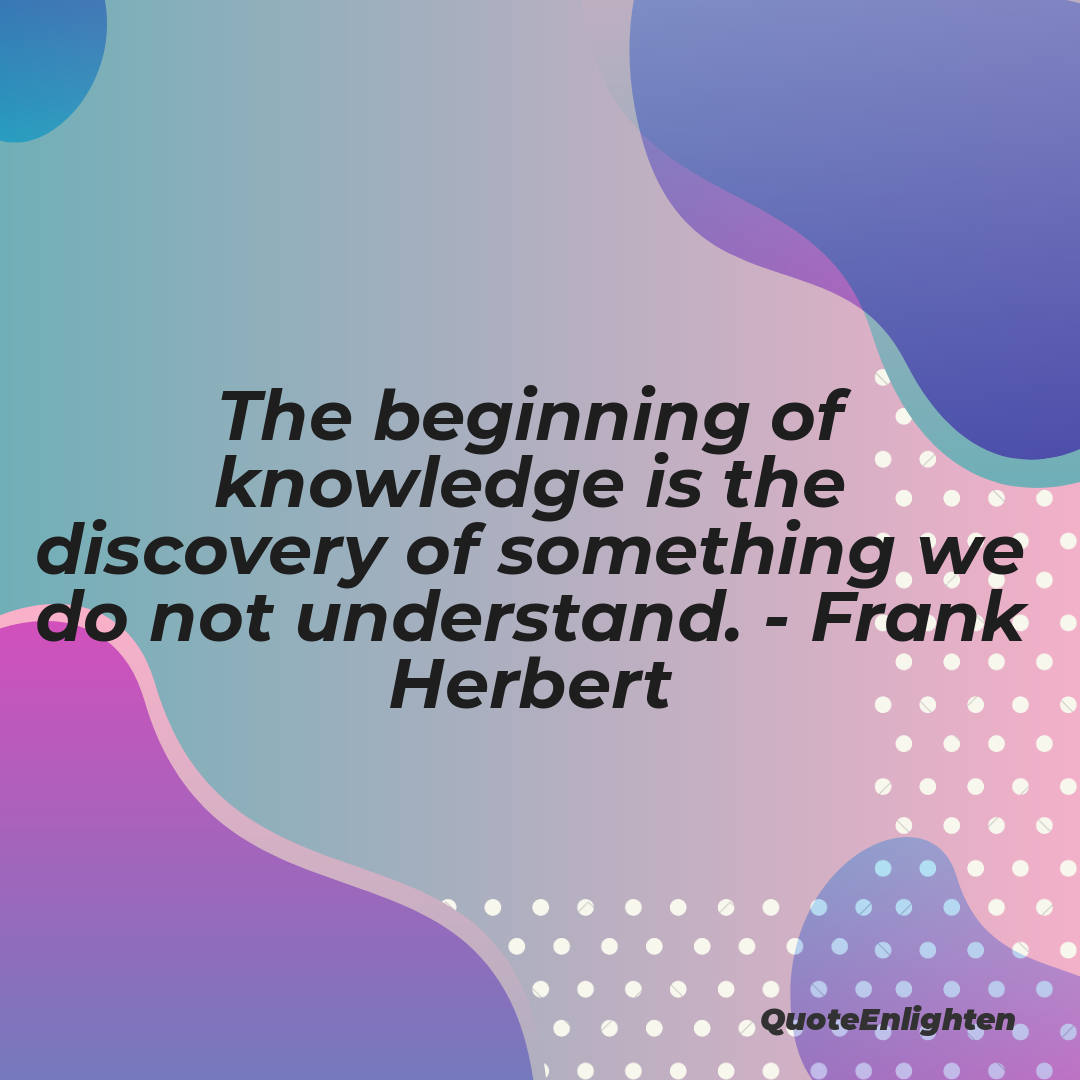 The beginning of
knowledge is the
discovery of something we
do not understand. - Frank
Herbert
QuoteEnlighten